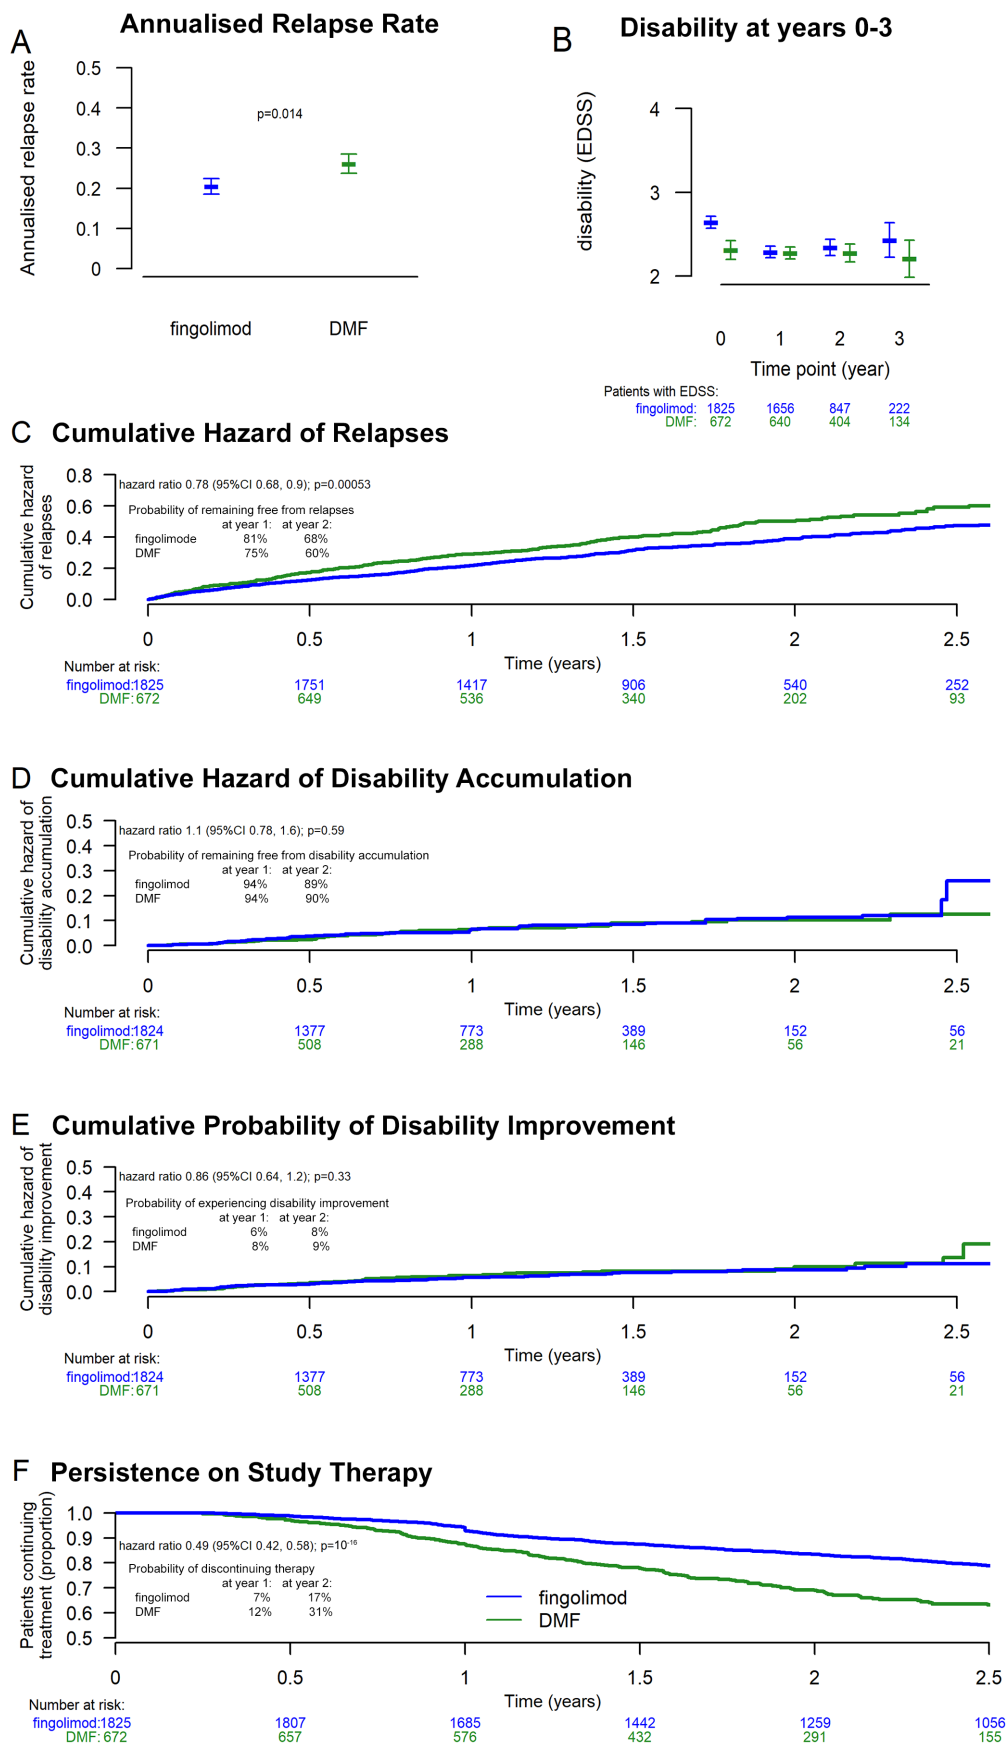 A Annualised Relapse Rate
Annualised relapse rate
0.5
0.4
0.3
0.2
0.1
0
p=0.014
fingolimod DMF
B Disability at years 0-3
disability (EDSS)
4
3
2
0 1 2 3
Time point (year)
Patients with EDSS:
fingolimod: 1825 1656 847 222
DMF: 672 640 404 134
C Cumulative Hazard of Relapses
Cumulative hazard
of relapses
0.8
0.6
0.4
0.2
0.0
hazard ratio 0.78 (95%CI 0.68, 0.9); p=0.00053
Probability of remaining free from relapses
at year 1: at year 2:
fingolimode 81% 68%
DMF 75% 60%
0 0.5 1 1.5 2 2.5
Time (years)
Number at risk:
fingolimod:1825 1751 1417 906 540 252
DMF: 672 649 536 340 202 93
D Cumulative Hazard of Disability Accumulation
Cumulative hazard of
disability accumulation
0.5
0.4
0.3
0.2
0.1
0.0
hazard ratio 1.1 (95%CI 0.78, 1.6); p=0.59
Probability of remaining free from disability accumulation
at year 1: at year 2:
fingolimod 94% 89%
DMF 94% 90%
0 0.5 1 1.5 2 2.5
Time (years)
Number at risk:
fingolimod:1824 1377 773 389 152 56
DMF: 671 508 288 146 56 21
E Cumulative Probability of Disability Improvement
Cumulative hazard of
disability improvement
0.5
0.4
0.3
0.2
0.1
0.0
hazard ratio 0.86 (95%CI 0.64, 1.2); p=0.33
Probability of experiencing disability improvement
at year 1: at year 2:
fingolimod 6% 8%
DMF 8% 9%
0 0.5 1 1.5 2 2.5
Time (years)
Number at risk:
fingolimod:1824 1377 773 389 152 56
DMF: 671 508 288 146 56 21
F Persistence on Study Therapy
Patients continuing
treatment (proportion)
1.0
0.9
0.8
0.7
0.6
0.5
hazard ratio 0.49 (95%CI 0.42, 0.58); p=10⁻¹⁶
Probability of discontinuing therapy
at year 1: at year 2:
fingolimod 7% 17%
DMF 12% 31%
fingolimod
DMF
0 0.5 1 1.5 2 2.5
Time (years)
Number at risk:
fingolimod:1825 1807 1685 1442 1259 1056
DMF: 672 657 576 432 291 155